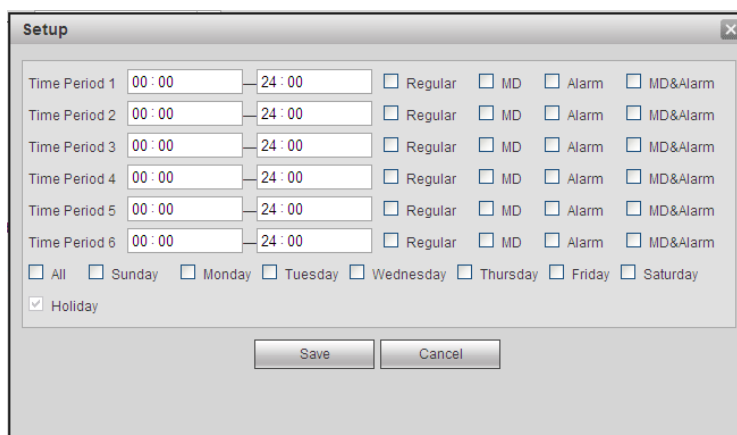 Setup
Time Period 1 00:00 — 24:00 Regular MD Alarm MD&Alarm
Time Period 2 00:00 — 24:00 Regular MD Alarm MD&Alarm
Time Period 3 00:00 — 24:00 Regular MD Alarm MD&Alarm
Time Period 4 00:00 — 24:00 Regular MD Alarm MD&Alarm
Time Period 5 00:00 — 24:00 Regular MD Alarm MD&Alarm
Time Period 6 00:00 — 24:00 Regular MD Alarm MD&Alarm
All Sunday Monday Tuesday Wednesday Thursday Friday Saturday
Holiday
Save Cancel